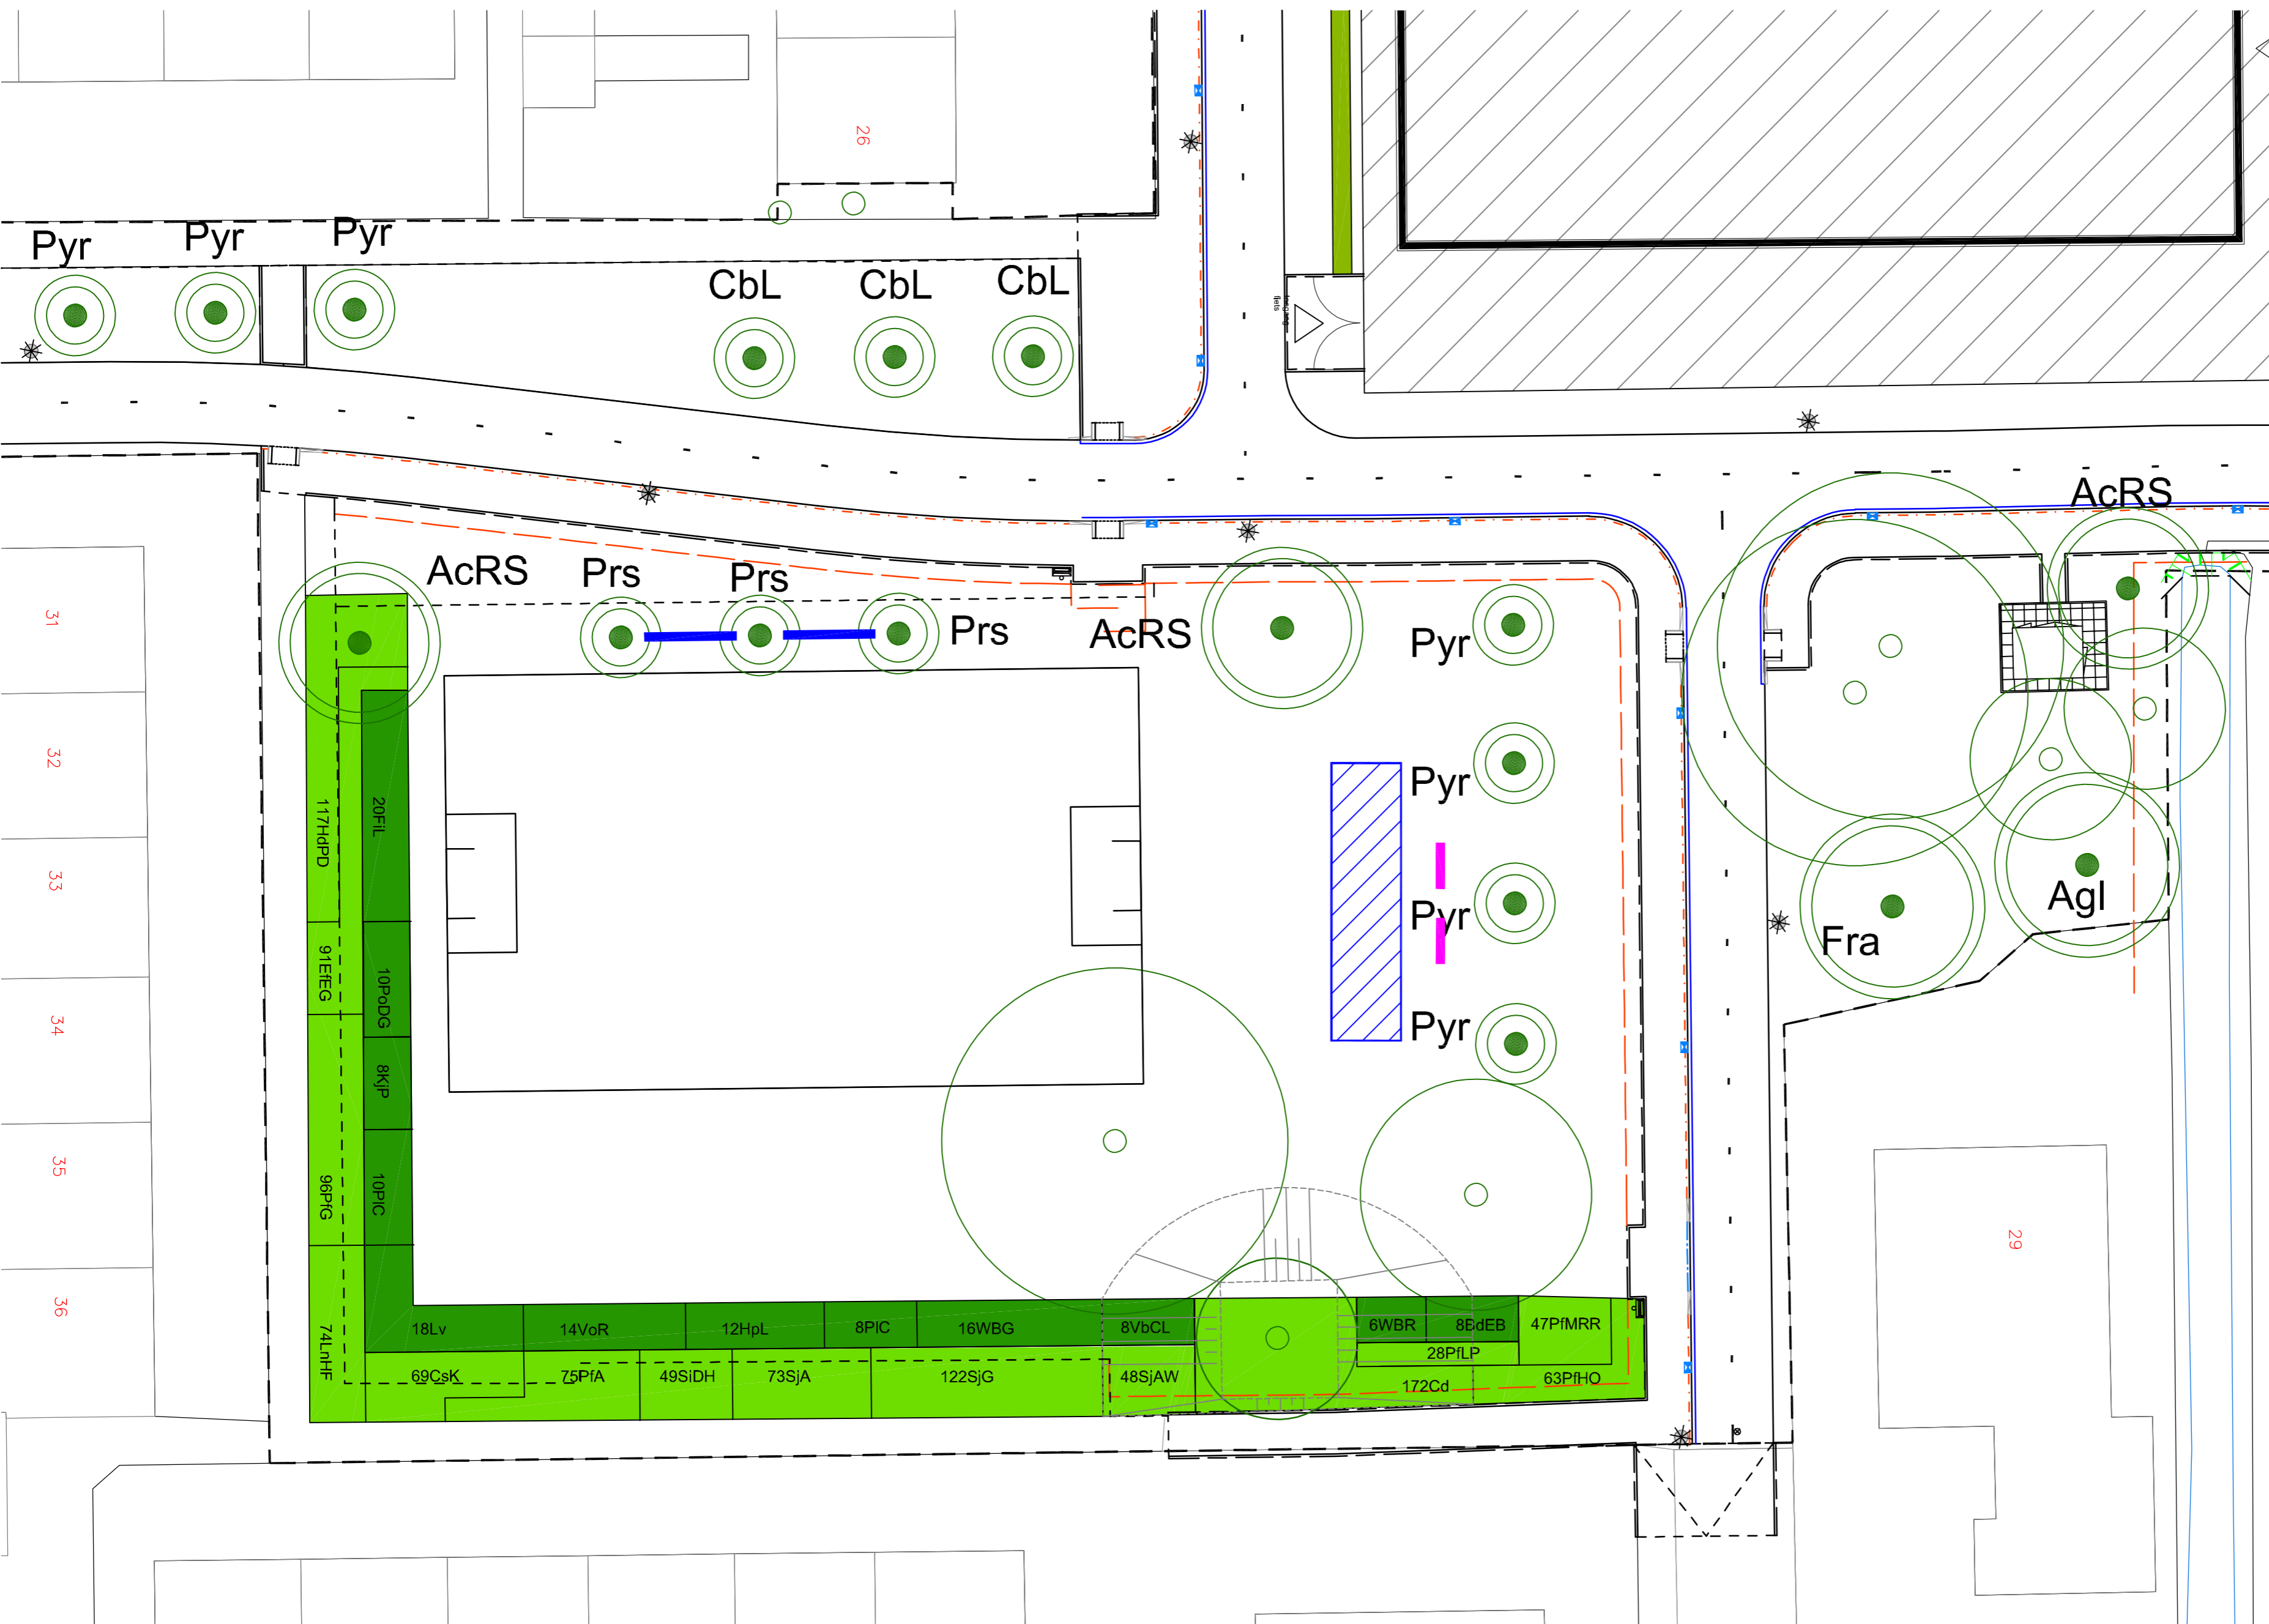 26
Pyr
Pyr
Pyr
CbL
CbL
CbL
AcRS
AcRS
Prs
Prs
Prs
AcRS
Pyr
Pyr
Pyr
Pyr
Fra
Agl
31
32
33
34
35
36
29
117HdPD
20FiL
91EfEG
10PoDG
8KjP
96PfG
10PlC
74LnHF
18Lv
14VoR
12HpL
8PlC
16WBG
8VbCL
6WBR
8BdEB
47PfMRR
28PfLP
69CsK
75PfA
49SiDH
73SjA
122SjG
48SjAW
172Cd
63PfHO